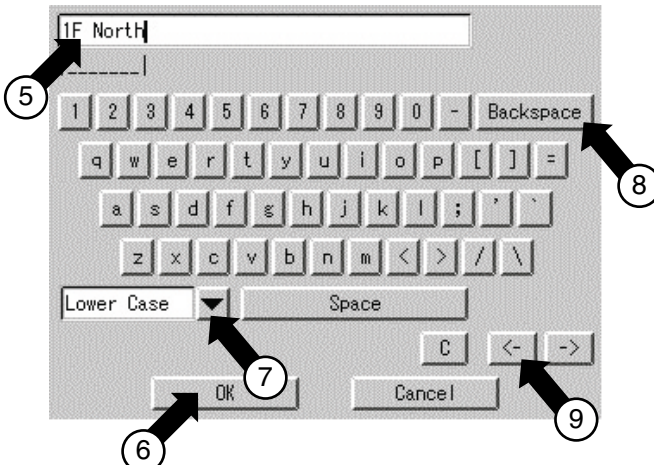 1F North
_______|
5
1 2 3 4 5 6 7 8 9 0 - Backspace
8
q w e r t y u i o p [ ] =
a s d f g h j k l ; ' `
z x c v b n m < > / \
Lower Case Space
7
C <- ->
OK Cancel
9
6